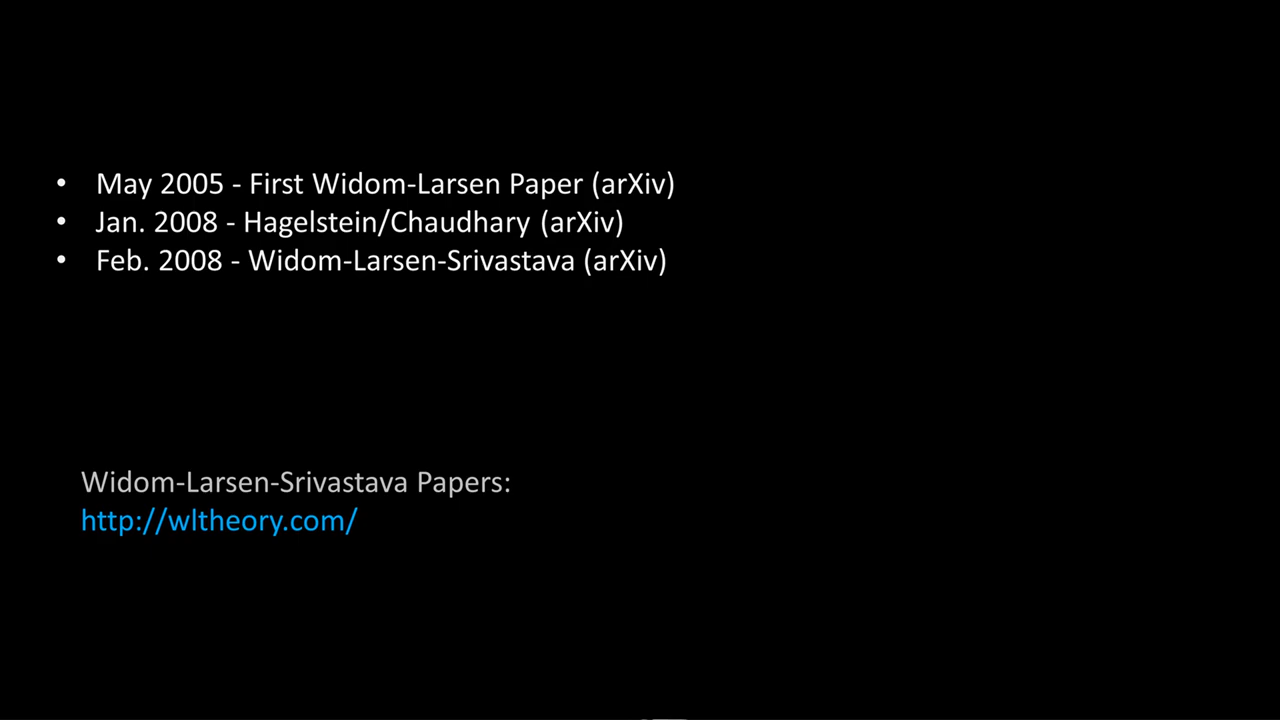 • May 2005 - First Widom-Larsen Paper (arXiv)
• Jan. 2008 - Hagelstein/Chaudhary (arXiv)
• Feb. 2008 - Widom-Larsen-Srivastava (arXiv)
Widom-Larsen-Srivastava Papers:
http://wltheory.com/